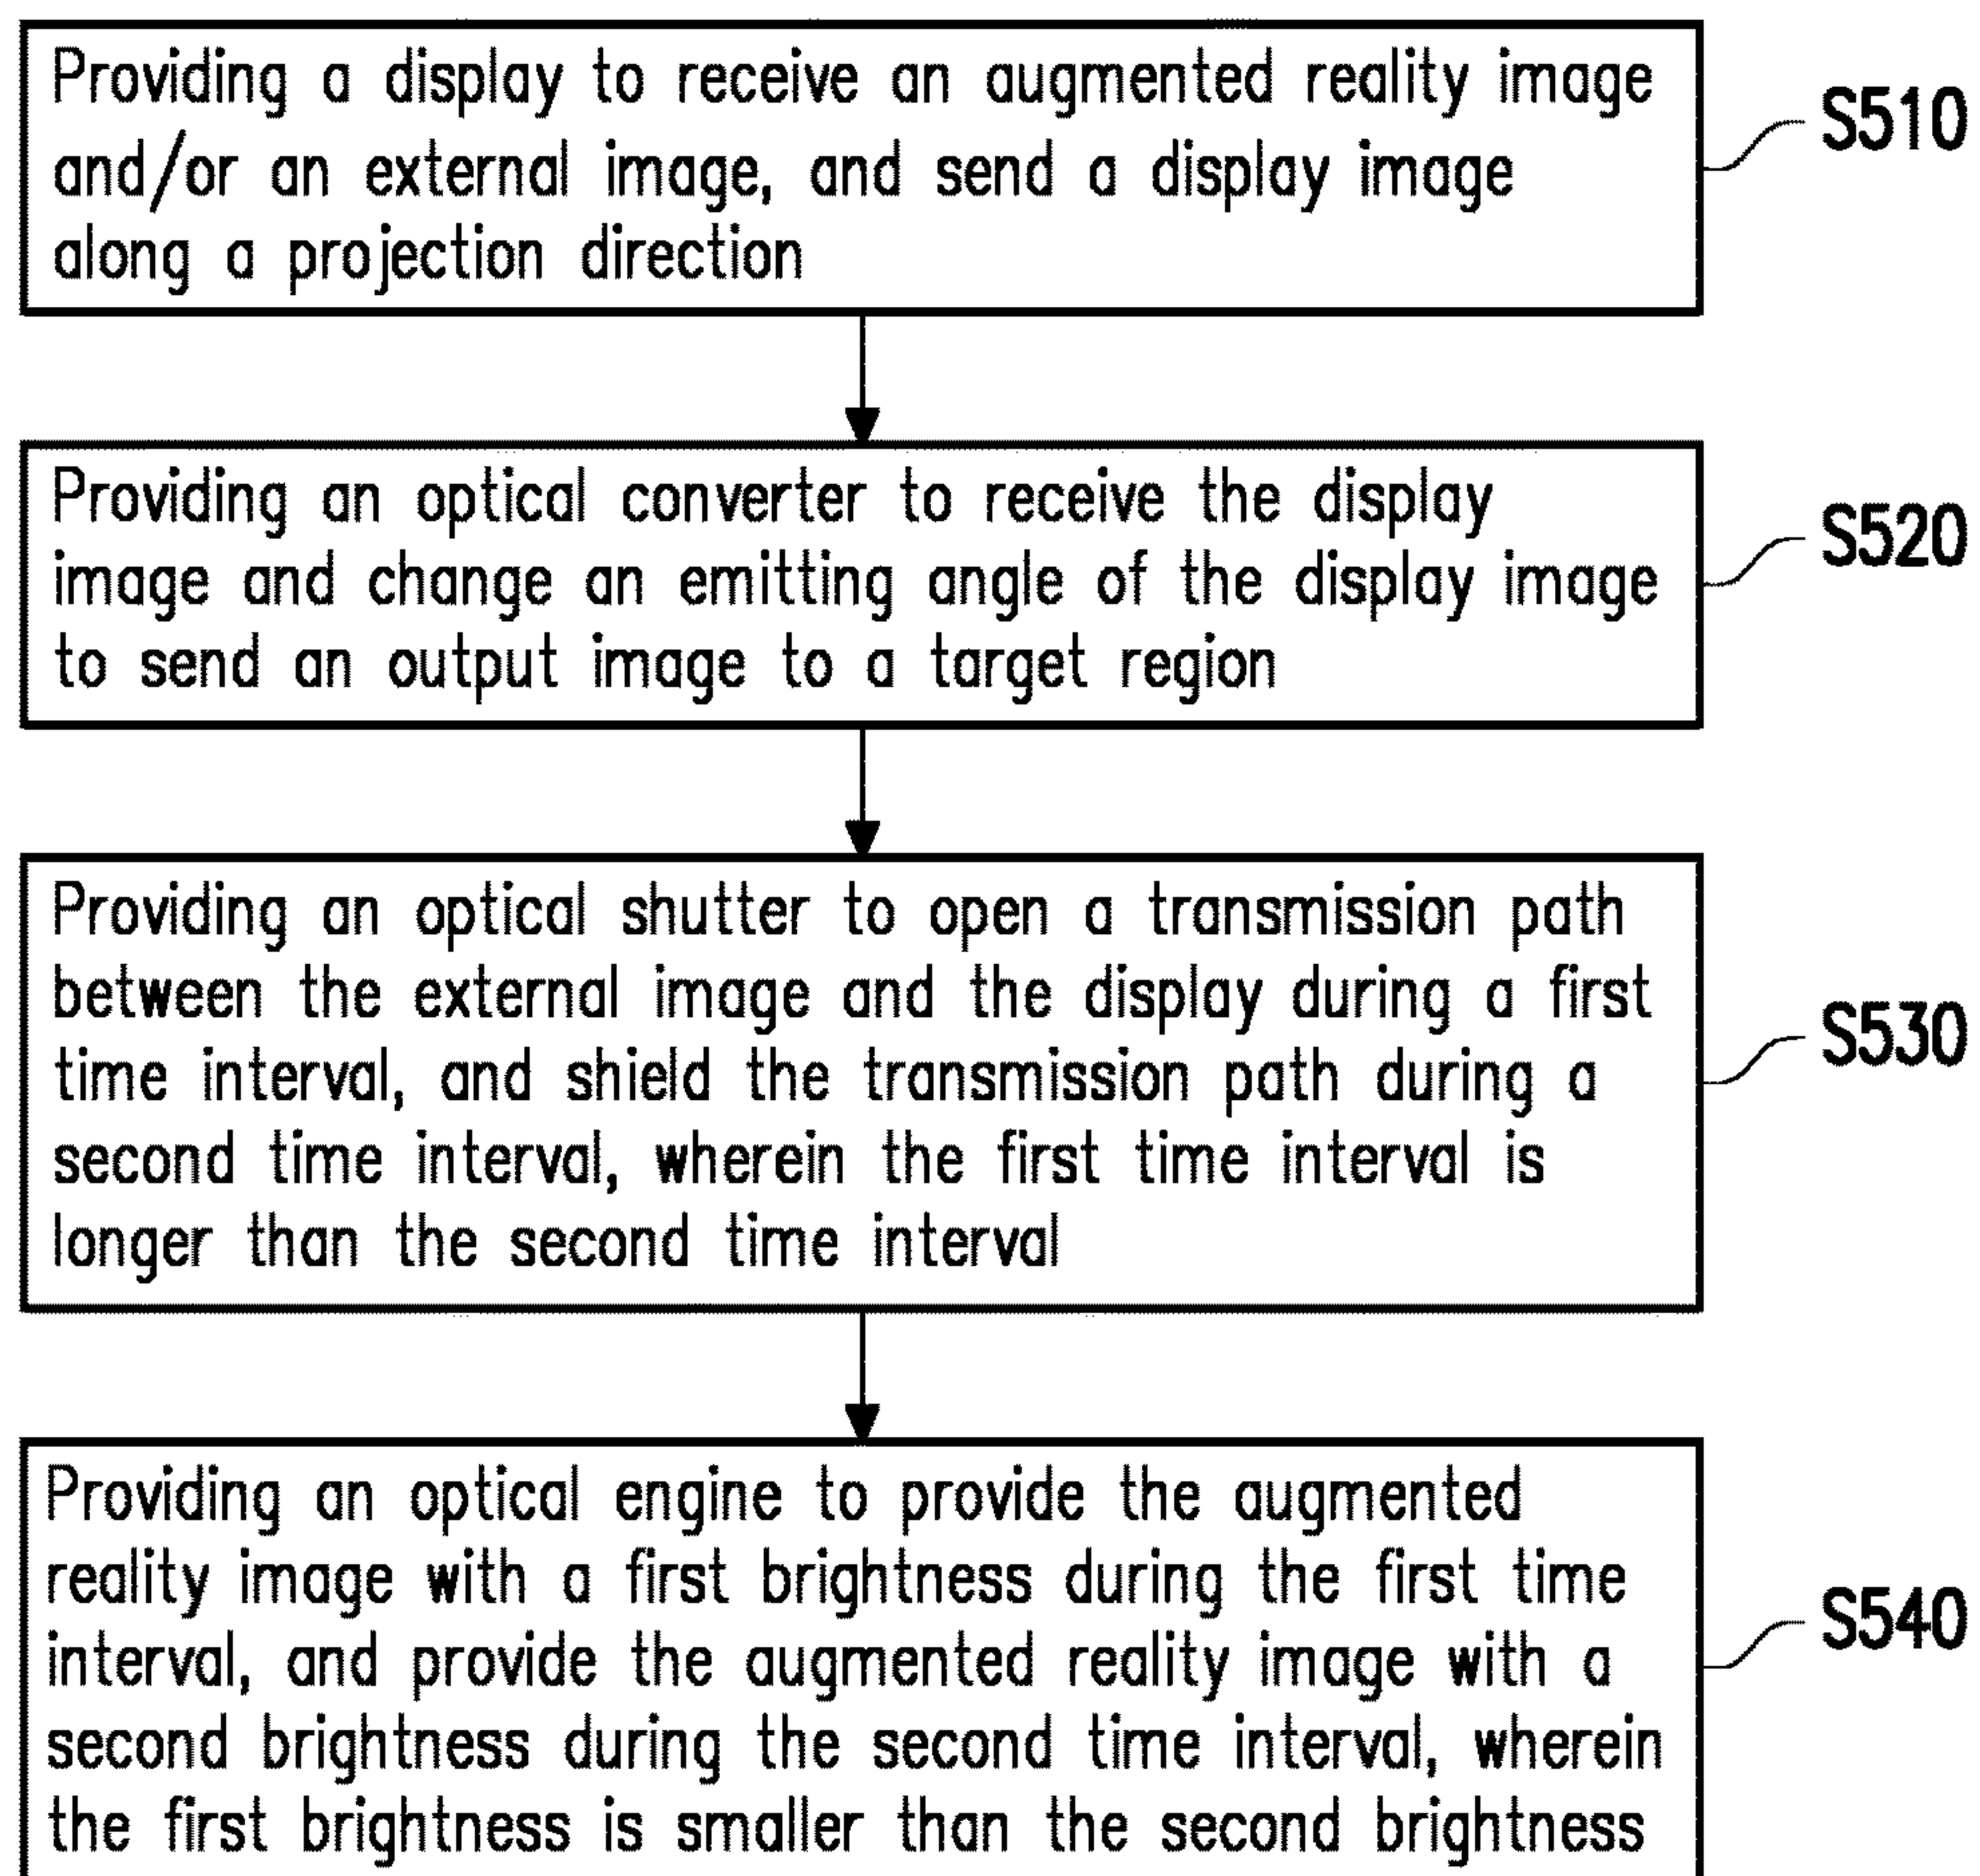 Providing a display to receive an augmented reality image
and/or an external image, and send a display image
along a projection direction
S510
Providing an optical converter to receive the display
image and change an emitting angle of the display image
to send an output image to a target region
S520
Providing an optical shutter to open a transmission path
between the external image and the display during a first
time interval, and shield the transmission path during a
second time interval, wherein the first time interval is
longer than the second time interval
S530
Providing an optical engine to provide the augmented
reality image with a first brightness during the first time
interval, and provide the augmented reality image with a
second brightness during the second time interval, wherein
the first brightness is smaller than the second brightness
S540